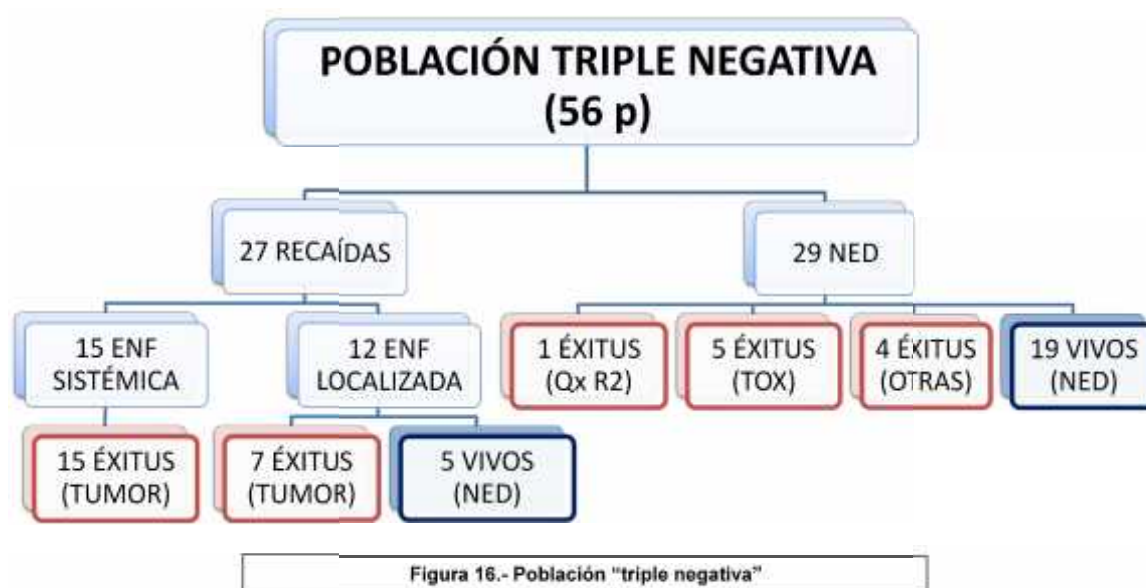 POBLACIÓN TRIPLE NEGATIVA
(56 p)
27 RECAÍDAS
29 NED
15 ENF
SISTÉMICA
12 ENF
LOCALIZADA
1 ÉXITUS
(Qx R2)
5 ÉXITUS
(TOX)
4 ÉXITUS
(OTRAS)
19 VIVOS
(NED)
15 ÉXITUS
(TUMOR)
7 ÉXITUS
(TUMOR)
5 VIVOS
(NED)
Figura 16.- Población "triple negativa"